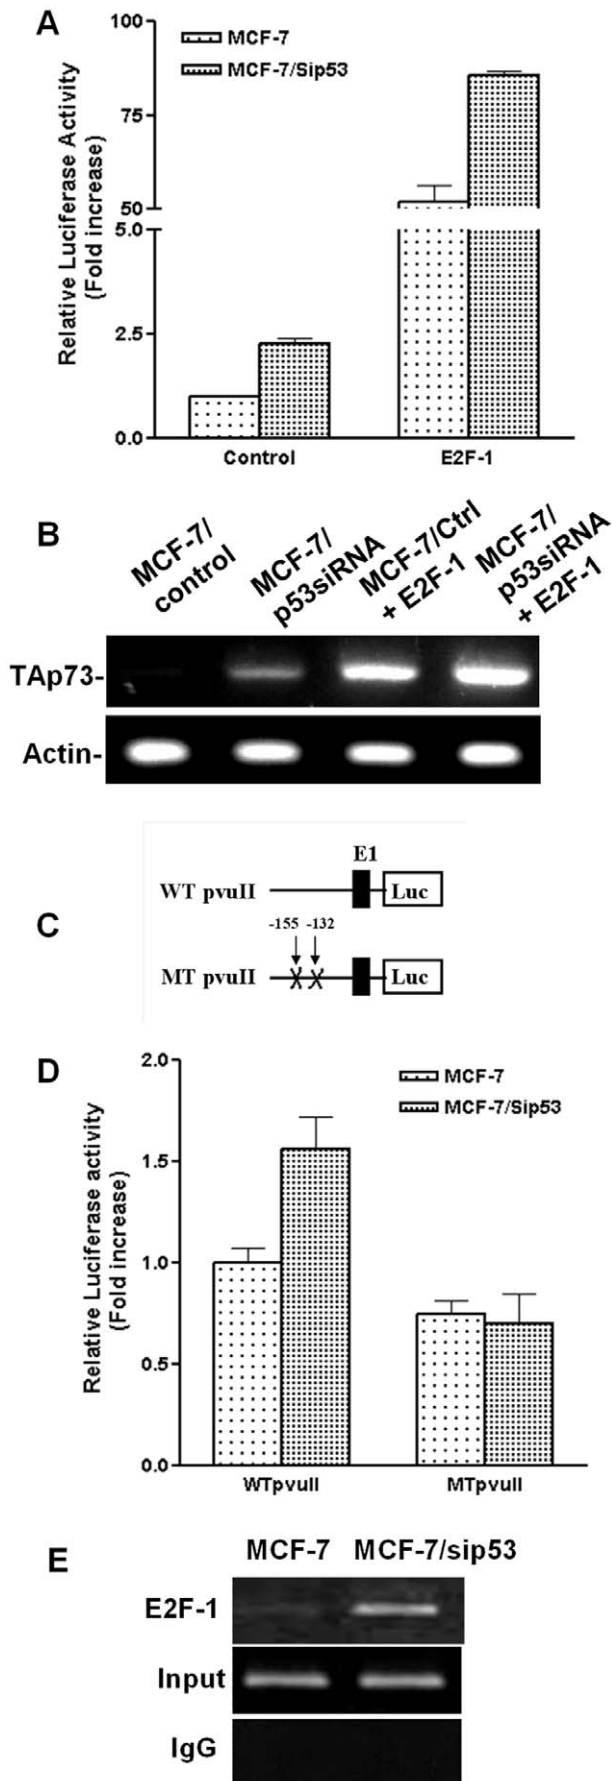 A
Relative Luciferase Activity
(Fold increase)
100
75
50
5.0
2.5
0.0
MCF-7
MCF-7/Sip53
Control
E2F-1
B
MCF-7/
control
MCF-7/
p53siRNA
MCF-7/Ctrl
+ E2F-1
MCF-7/
p53siRNA
+ E2F-1
TAp73-
Actin-
C
E1
WT pvuII
Luc
-155 -132
MT pvuII
X X
Luc
D
Relative Luciferase activity
(Fold increase)
2.0
1.5
1.0
0.5
0.0
MCF-7
MCF-7/Sip53
WTpvuII
MTpvuII
E
MCF-7 MCF-7/sip53
E2F-1
Input
IgG